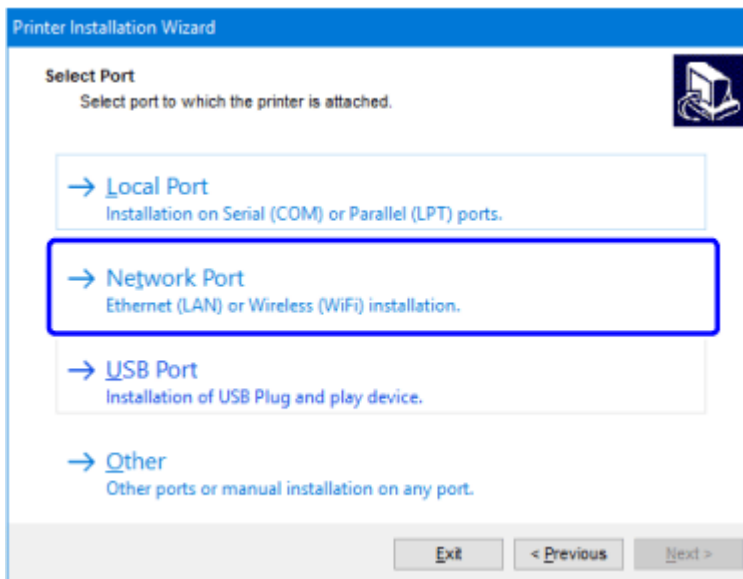 Printer Installation Wizard
Select Port
Select port to which the printer is attached.
→ Local Port
Installation on Serial (COM) or Parallel (LPT) ports.
→ Network Port
Ethernet (LAN) or Wireless (WiFi) installation.
→ USB Port
Installation of USB Plug and play device.
→ Other
Other ports or manual installation on any port.
Exit < Previous Next >